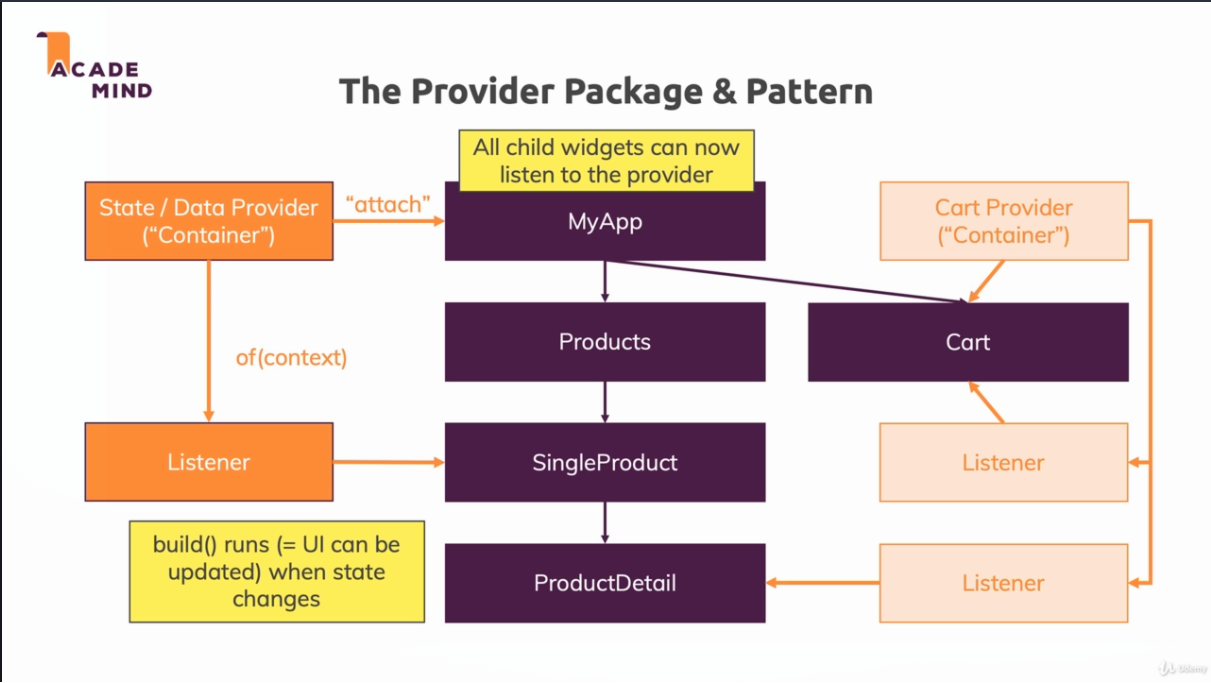 ACADE
MIND
The Provider Package & Pattern
All child widgets can now
listen to the provider
State / Data Provider
(“Container”)
“attach”
MyApp
Cart Provider
(“Container”)
Products
Cart
of(context)
Listener
SingleProduct
Listener
build() runs (= UI can be
updated) when state
changes
ProductDetail
Listener
Udemy